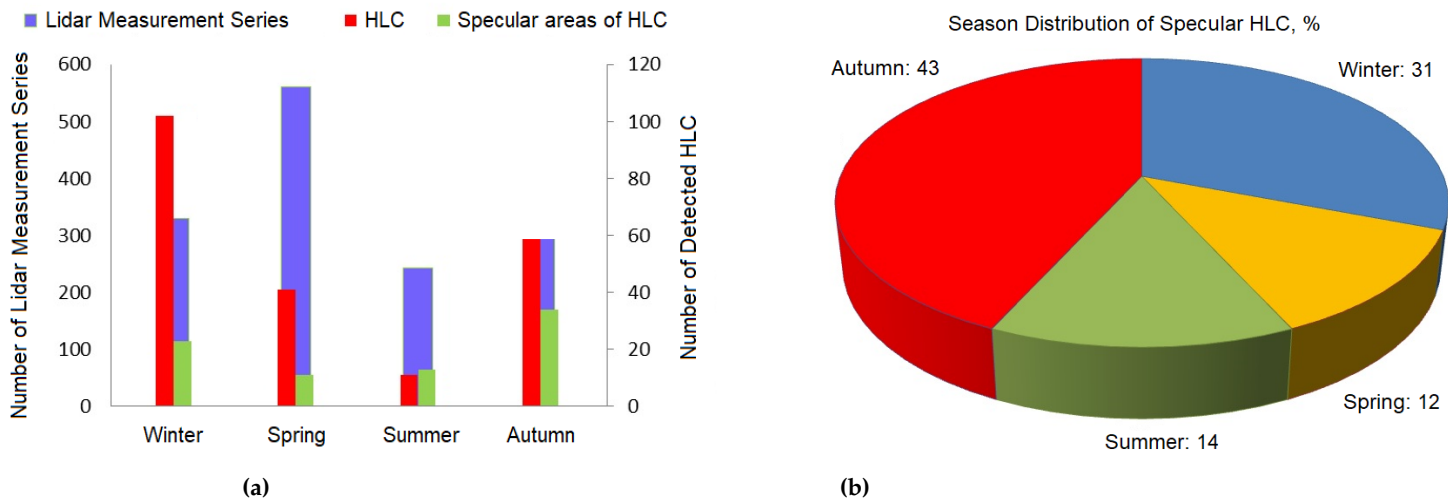 Lidar Measurement Series HLC Specular areas of HLC
Number of Lidar Measurement Series
600
500
400
300
200
100
0
120
100
80
60
40
20
0
Number of Detected HLC
Winter Spring Summer Autumn
(a)
Season Distribution of Specular HLC, %
Autumn: 43
Winter: 31
Spring: 12
Summer: 14
(b)